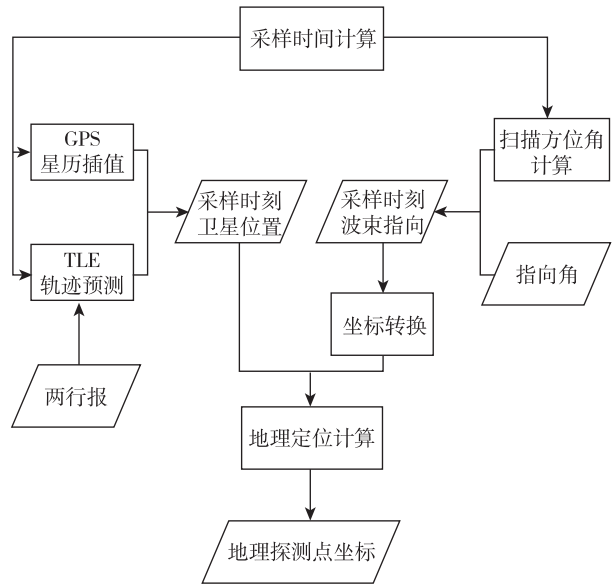 采样时间计算
GPS
星历插值
扫描方位角
计算
采样时刻
卫星位置
采样时刻
波束指向
TLE
轨迹预测
指向角
坐标转换
两行报
地理定位计算
地理探测点坐标